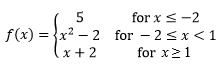 f(x) = { 5 for x ≤ −2
x² − 2 for − 2 ≤ x < 1
x + 2 for x ≥ 1